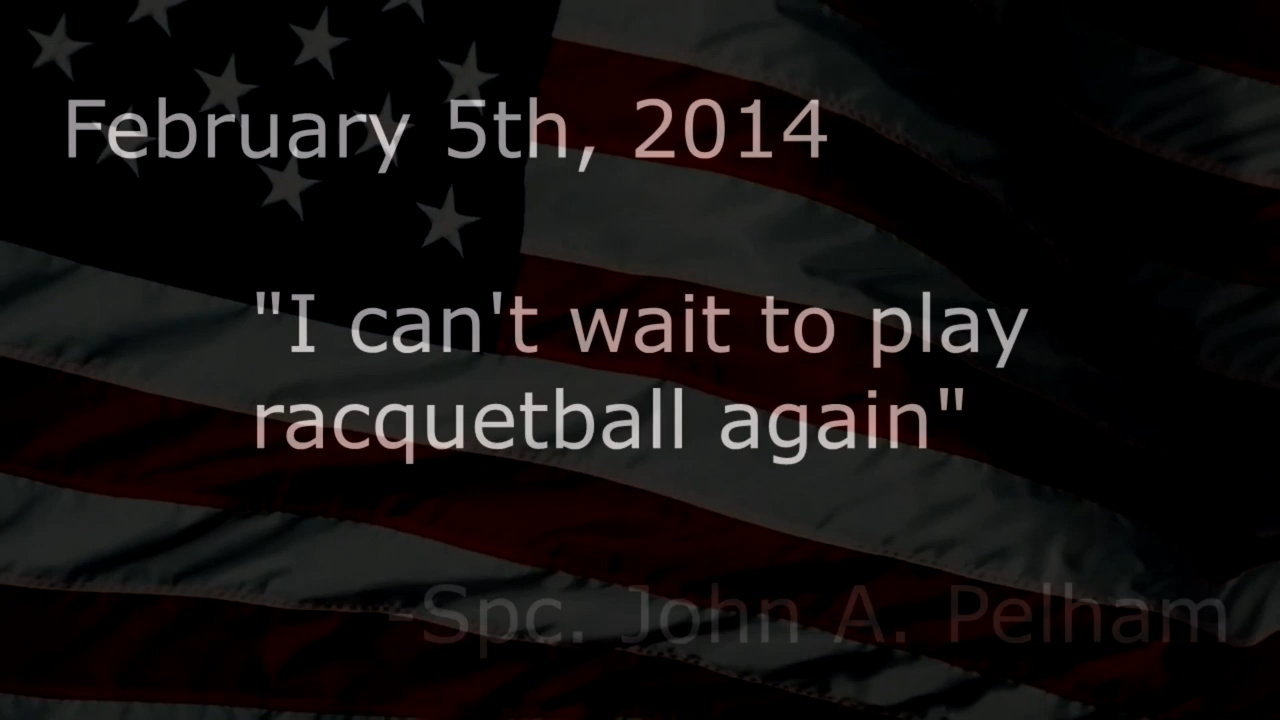 February 5th, 2014
"I can't wait to play
racquetball again"
-Spc. John A. Pelham